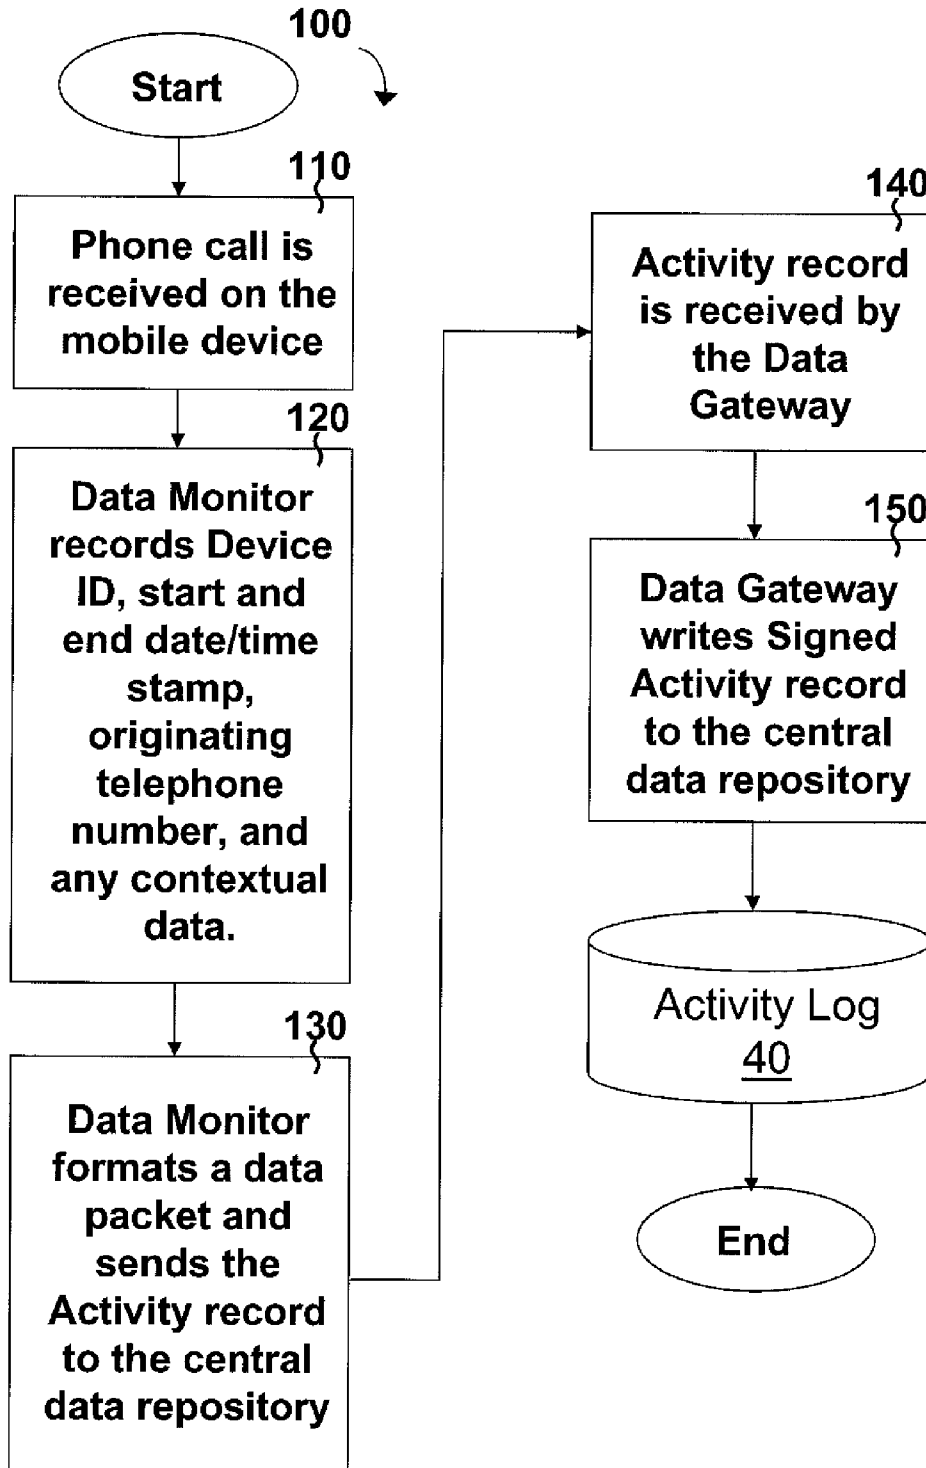 100
Start
110
Phone call is
received on the
mobile device
120
Data Monitor
records Device
ID, start and
end date/time
stamp,
originating
telephone
number, and
any contextual
data.
130
Data Monitor
formats a data
packet and
sends the
Activity record
to the central
data repository
140
Activity record
is received by
the Data
Gateway
150
Data Gateway
writes Signed
Activity record
to the central
data repository
Activity Log
40
End